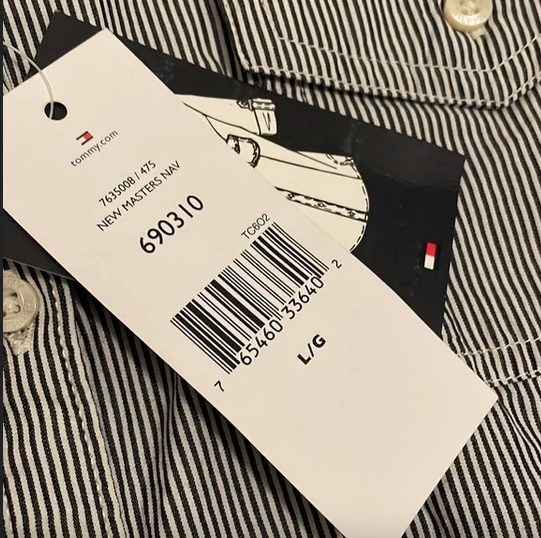 tommy.com
7635008 / 475
NEW MASTERS NAV
690310
TC602
7 65460 33640 2
L/G